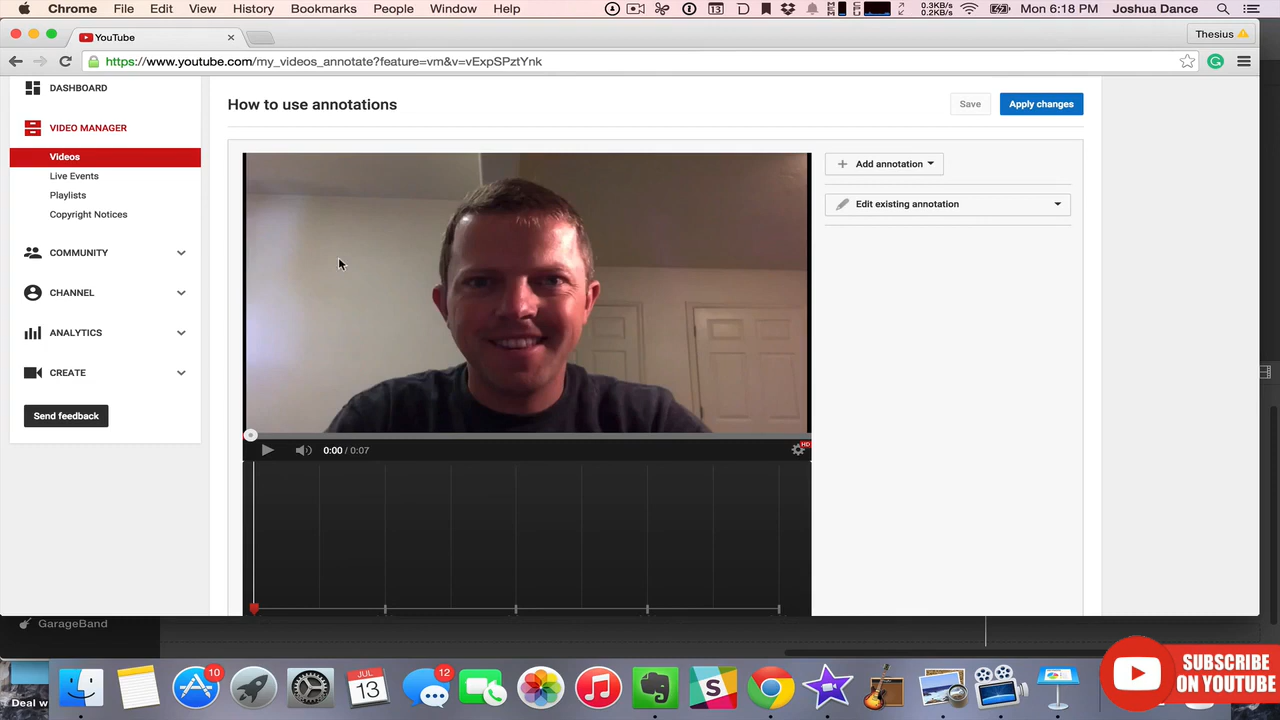 Chrome File Edit View History Bookmarks People Window Help
0.3KB/s
0.2KB/s
Mon 6:18 PM Joshua Dance
YouTube
Thesius
https://www.youtube.com/my_videos_annotate?feature=vm&v=vExpSPztYnk
DASHBOARD
How to use annotations
Save
Apply changes
VIDEO MANAGER
Videos
Live Events
Playlists
Copyright Notices
COMMUNITY
CHANNEL
ANALYTICS
CREATE
Send feedback
Add annotation
Edit existing annotation
0:00 / 0:07
HD
GarageBand
10
JUL
13
12
Deal w
SUBSCRIBE
ON YOUTUBE